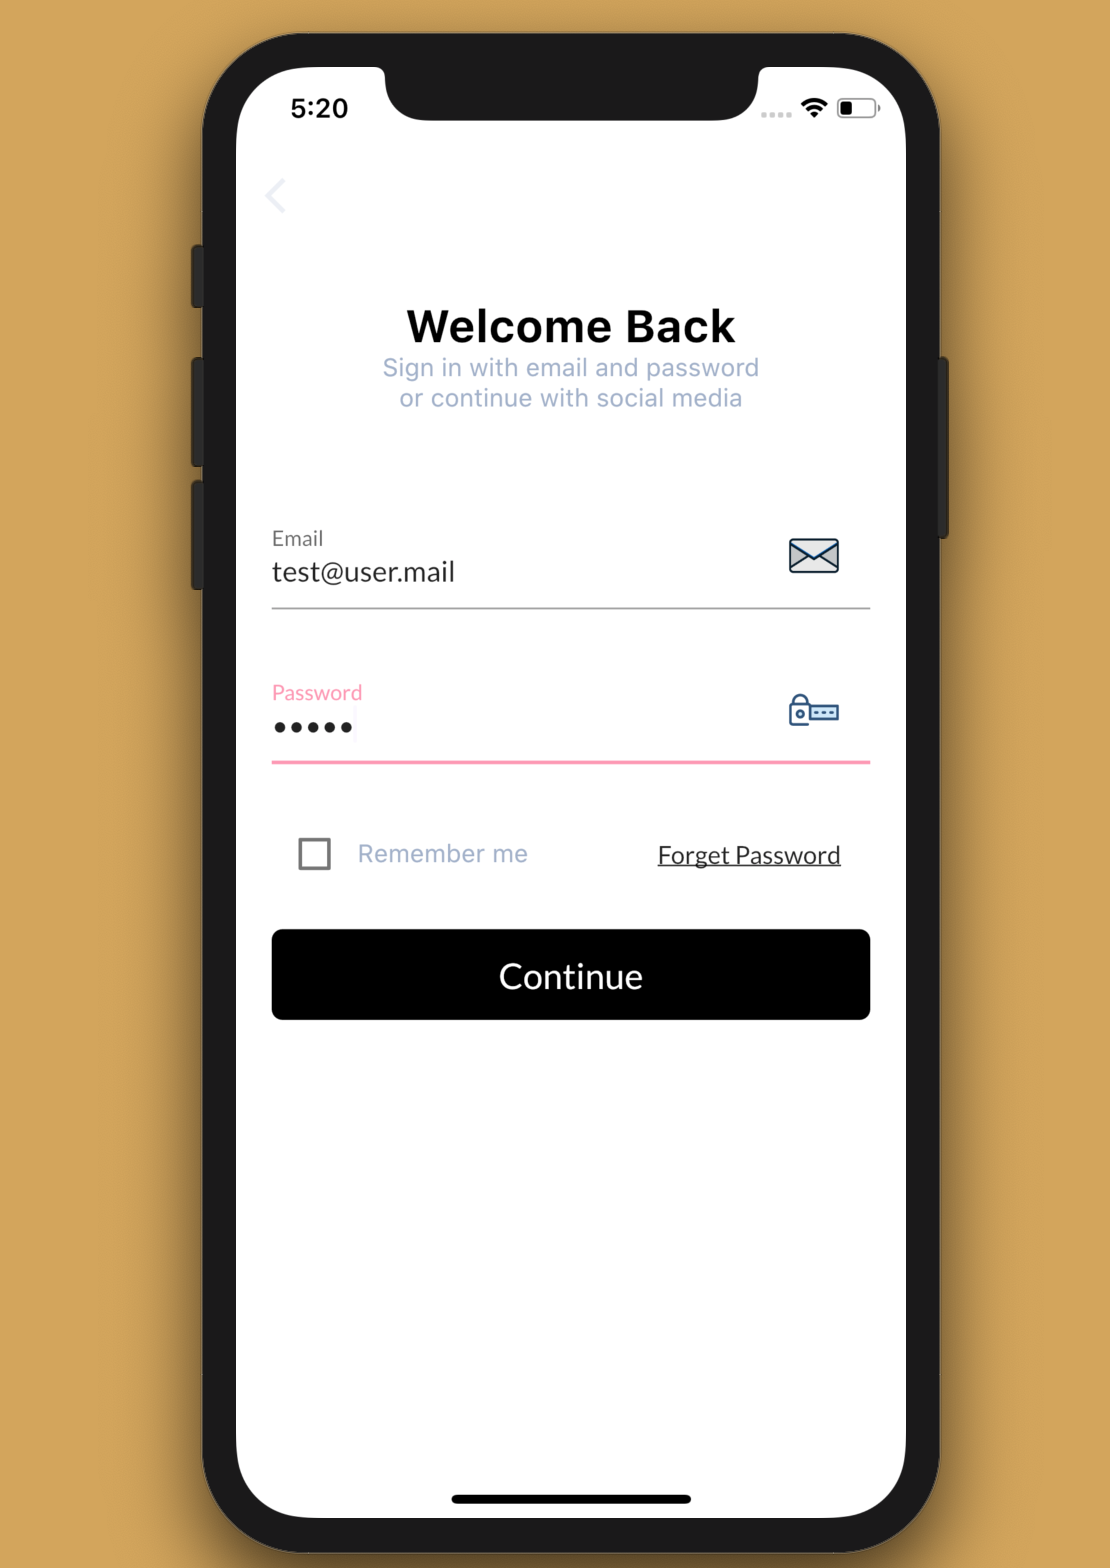 5:20
Welcome Back
Sign in with email and password
or continue with social media
Email
test@user.mail
Password
•••••
Remember me
Forget Password
Continue